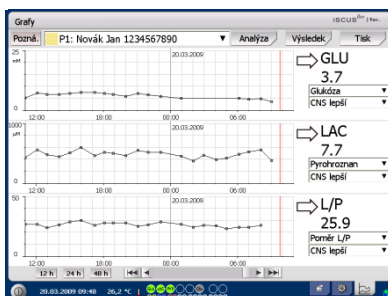 Grafy
ISCUS
Pozná. P1: Novák Jan 1234567890 Analýza Výsledek Tisk
25
mM
0
20.03.2009
12:00 18:00 00:00 06:00
GLU
3.7
Glukóza
CNS lepší
1000
µM
0
20.03.2009
12:00 18:00 00:00 06:00
LAC
7.7
Pyrohroznan
CNS lepší
50
0
20.03.2009
12:00 18:00 00:00 06:00
L/P
25.9
Poměr L/P
CNS lepší
12 h 24 h 48 h
20.03.2009 09:48 26,2 °C